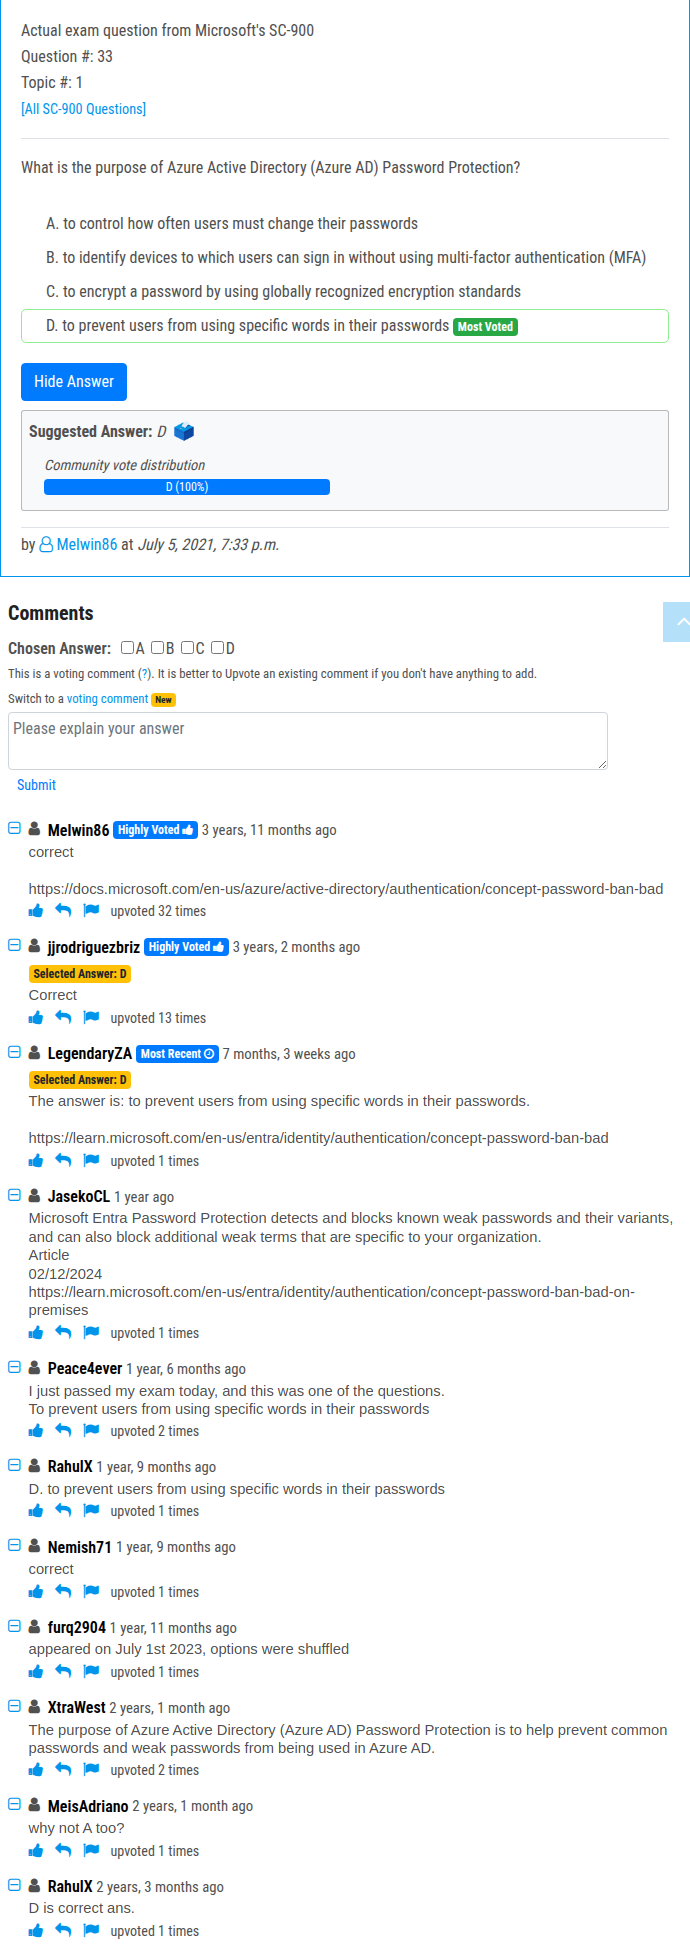 Actual exam question from Microsoft's SC-900
Question #: 33
Topic #: 1
[All SC-900 Questions]
What is the purpose of Azure Active Directory (Azure AD) Password Protection?
A. to control how often users must change their passwords
B. to identify devices to which users can sign in without using multi-factor authentication (MFA)
C. to encrypt a password by using globally recognized encryption standards
D. to prevent users from using specific words in their passwords Most Voted
Hide Answer
Suggested Answer: D
Community vote distribution
D (100%)
by Melwin86 at July 5, 2021, 7:33 p.m.
Comments
Chosen Answer: A B C D
This is a voting comment (?). It is better to Upvote an existing comment if you don't have anything to add.
Switch to a voting comment New
Please explain your answer
Submit
Melwin86 Highly Voted 3 years, 11 months ago
correct
https://docs.microsoft.com/en-us/azure/active-directory/authentication/concept-password-ban-bad
upvoted 32 times
jjrodriguezbriz Highly Voted 3 years, 2 months ago
Selected Answer: D
Correct
upvoted 13 times
LegendaryZA Most Recent 7 months, 3 weeks ago
Selected Answer: D
The answer is: to prevent users from using specific words in their passwords.
https://learn.microsoft.com/en-us/entra/identity/authentication/concept-password-ban-bad
upvoted 1 times
JasekoCL 1 year ago
Microsoft Entra Password Protection detects and blocks known weak passwords and their variants,
and can also block additional weak terms that are specific to your organization.
Article
02/12/2024
https://learn.microsoft.com/en-us/entra/identity/authentication/concept-password-ban-bad-on-
premises
upvoted 1 times
Peace4ever 1 year, 6 months ago
I just passed my exam today, and this was one of the questions.
To prevent users from using specific words in their passwords
upvoted 2 times
RahulX 1 year, 9 months ago
D. to prevent users from using specific words in their passwords
upvoted 1 times
Nemish71 1 year, 9 months ago
correct
upvoted 1 times
furq2904 1 year, 11 months ago
appeared on July 1st 2023, options were shuffled
upvoted 1 times
XtraWest 2 years, 1 month ago
The purpose of Azure Active Directory (Azure AD) Password Protection is to help prevent common
passwords and weak passwords from being used in Azure AD.
upvoted 2 times
MeisAdriano 2 years, 1 month ago
why not A too?
upvoted 1 times
RahulX 2 years, 3 months ago
D is correct ans.
upvoted 1 times